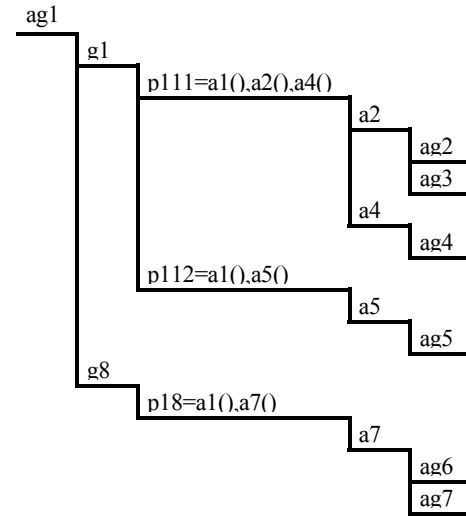 ag1
g1
p111=a1(),a2(),a4()
a2
ag2
ag3
a4
ag4
p112=a1(),a5()
a5
ag5
g8
p18=a1(),a7()
a7
ag6
ag7